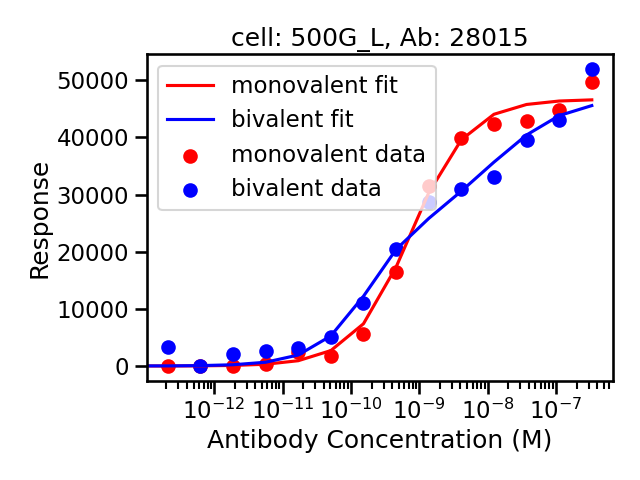 cell: 500G_L, Ab: 28015
monovalent fit
bivalent fit
monovalent data
bivalent data
Response
50000
40000
30000
20000
10000
0
10⁻¹² 10⁻¹¹ 10⁻¹⁰ 10⁻⁹ 10⁻⁸ 10⁻⁷
Antibody Concentration (M)